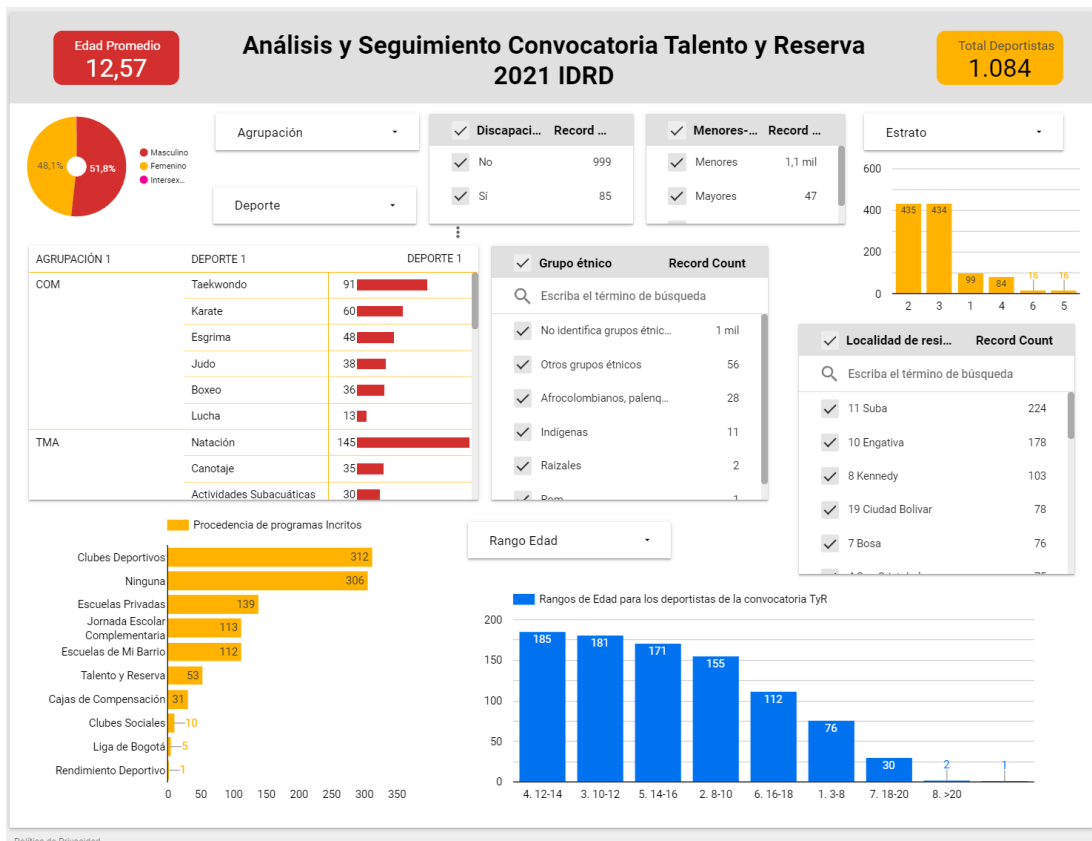 Edad Promedio
12,57
Análisis y Seguimiento Convocatoria Talento y Reserva
2021 IDRD
Total Deportistas
1.084
48,1%
51,8%
Masculino
Femenino
Intersex...
Agrupación
Deporte
Discapaci... Record ...
No 999
Sí 85
Menores-... Record ...
Menores 1,1 mil
Mayores 47
Estrato
600
400
200
0
435
434
99
84
16
16
2 3 1 4 6 5
AGRUPACIÓN 1 DEPORTE 1 DEPORTE 1
COM Taekwondo 91
Karate 60
Esgrima 48
Judo 38
Boxeo 36
Lucha 13
TMA Natación 145
Canotaje 35
Actividades Subacuáticas 30
Grupo étnico Record Count
Escriba el término de búsqueda
No identifica grupos étnic... 1 mil
Otros grupos étnicos 56
Afrocolombianos, palenq... 28
Indígenas 11
Raizales 2
Localidad de resi... Record Count
Escriba el término de búsqueda
11 Suba 224
10 Engativa 178
8 Kennedy 103
19 Ciudad Bolivar 78
7 Bosa 76
Procedencia de programas Incritos
Clubes Deportivos 312
Ninguna 306
Escuelas Privadas 139
Jornada Escolar
Complementaria 113
Escuelas de Mi Barrio 112
Talento y Reserva 53
Cajas de Compensación 31
Clubes Sociales 10
Liga de Bogotá 5
Rendimiento Deportivo 1
0 50 100 150 200 250 300 350
Rango Edad
Rangos de Edad para los deportistas de la convocatoria TyR
200
150
100
50
0
185
181
171
155
112
76
30
2
1
4. 12-14 3. 10-12 5. 14-16 2. 8-10 6. 16-18 1. 3-8 7. 18-20 8. >20